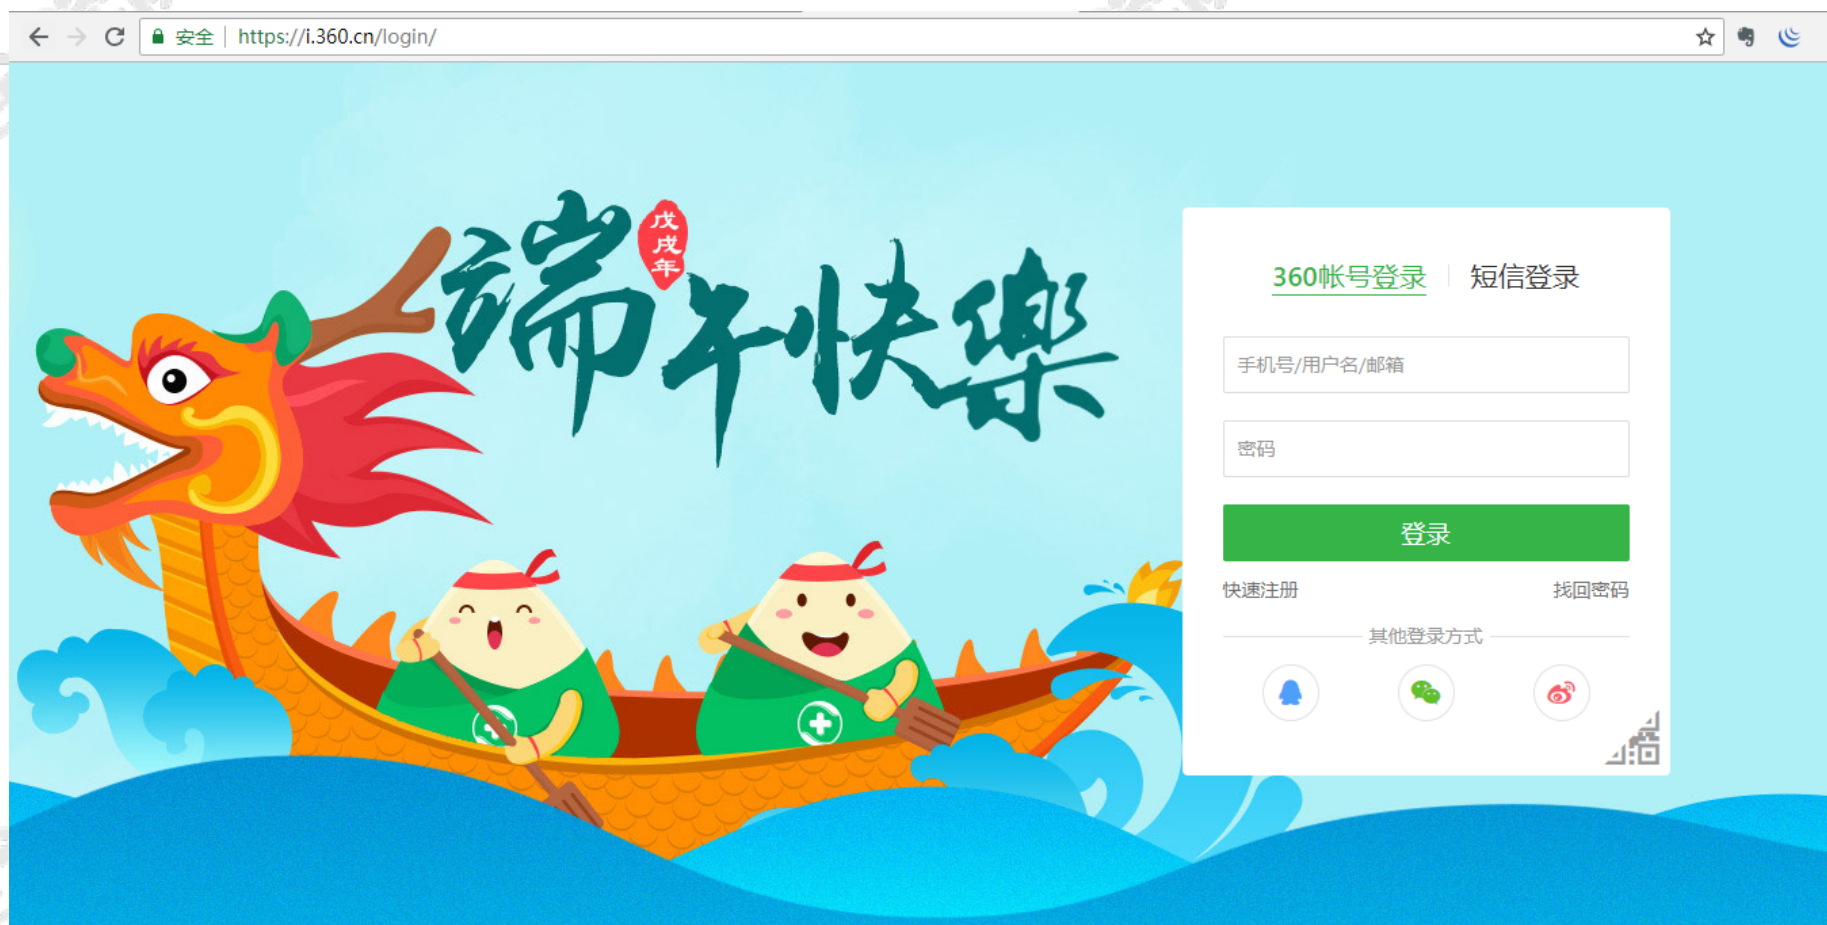 安全 | https://i.360.cn/login/
端午快樂
戊戌年
360帐号登录 | 短信登录
手机号/用户名/邮箱
密码
登录
快速注册 找回密码
其他登录方式